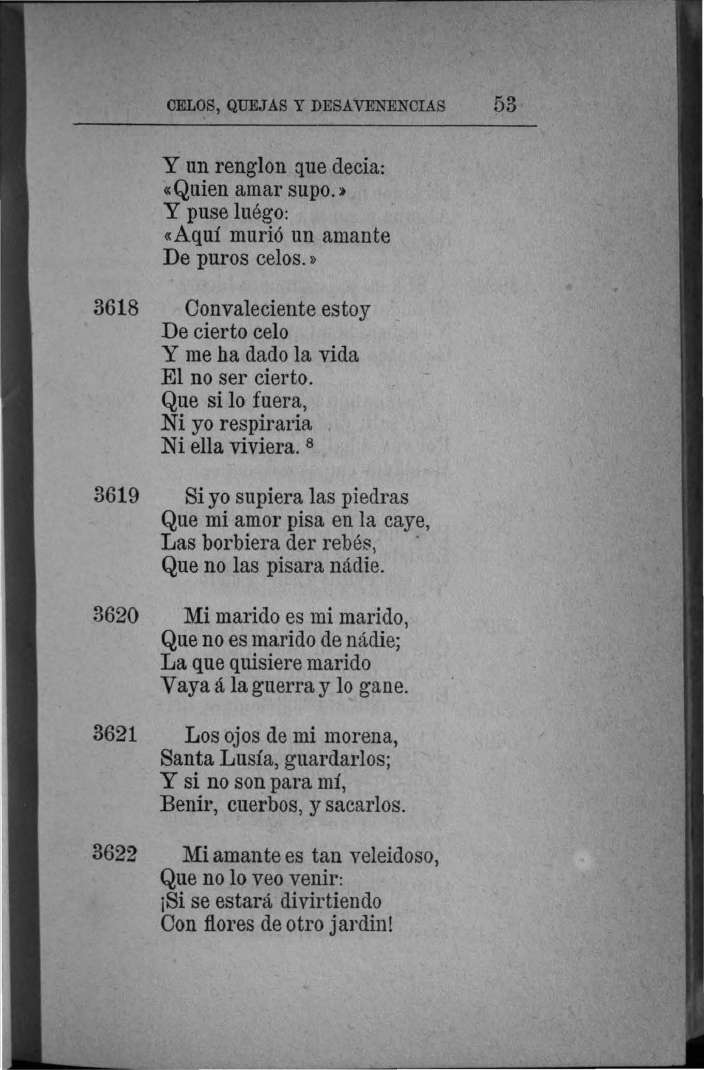 CELOS, QUEJAS Y DESAVENENCIAS 53
Y un renglon que decia:
«Quien amar supo.»
Y puse luégo:
«Aquí murió un amante
De puros celos.»
3618 Convaleciente estoy
De cierto celo
Y me ha dado la vida
El no ser cierto.
Que si lo fuera,
Ni yo respiraria
Ni ella viviera. 8
3619 Si yo supiera las piedras
Que mi amor pisa en la caye,
Las borbiera der rebés,
Que no las pisara nádie.
3620 Mi marido es mi marido,
Que no es marido de nádie;
La que quisiere marido
Vaya á la guerra y lo gane.
3621 Los ojos de mi morena,
Santa Lusía, guardarlos;
Y si no son para mí,
Benir, cuerbos, y sacarlos.
3622 Mi amante es tan veleidoso,
Que no lo veo venir:
¡Si se estará divirtiendo
Con flores de otro jardin!